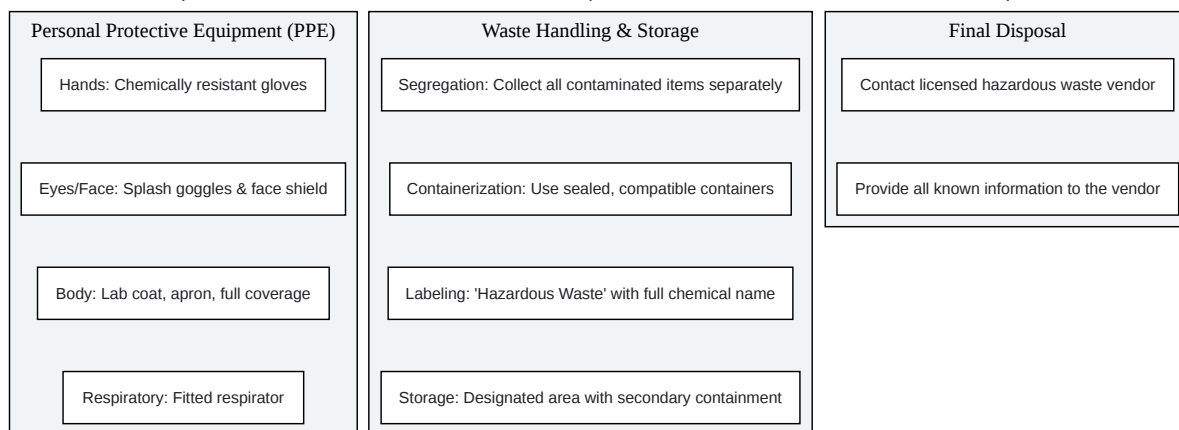 Personal Protective Equipment (PPE)
Hands: Chemically resistant gloves
Eyes/Face: Splash goggles & face shield
Body: Lab coat, apron, full coverage
Respiratory: Fitted respirator
Waste Handling & Storage
Segregation: Collect all contaminated items separately
Containerization: Use sealed, compatible containers
Labeling: 'Hazardous Waste' with full chemical name
Storage: Designated area with secondary containment
Final Disposal
Contact licensed hazardous waste vendor
Provide all known information to the vendor